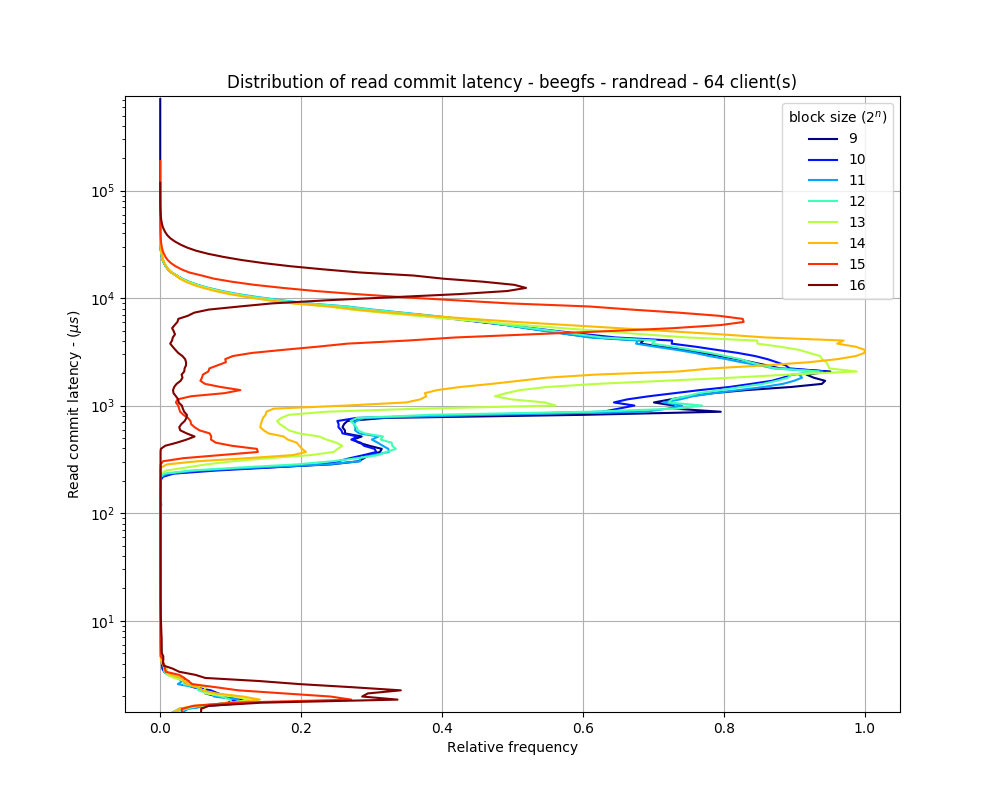 Distribution of read commit latency - beegfs - randread - 64 client(s)
block size (2ⁿ)
9
10
11
12
13
14
15
16
Read commit latency - (μs)
10⁵
10⁴
10³
10²
10¹
0.0 0.2 0.4 0.6 0.8 1.0
Relative frequency